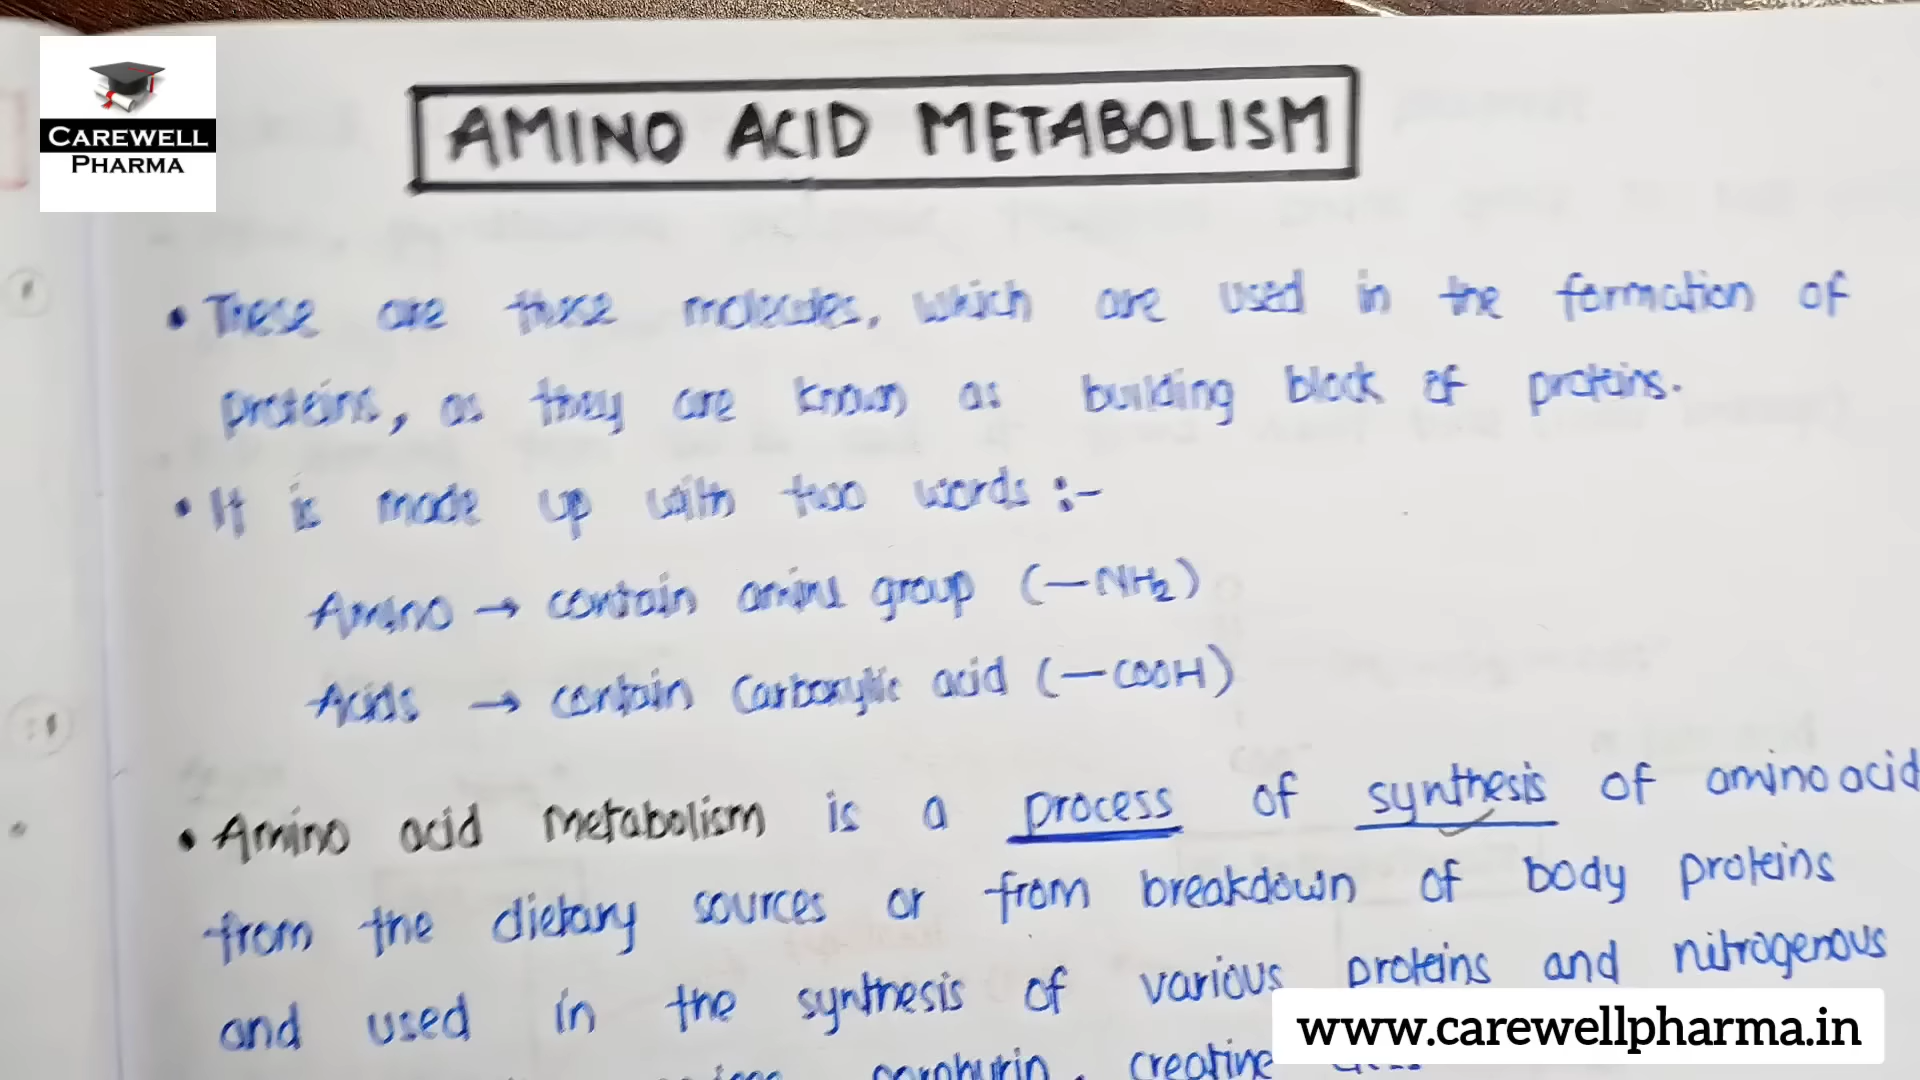 CAREWELL
PHARMA
AMINO ACID METABOLISM
• These are those molecules, which are used in the formation of
proteins, as they are known as building block of proteins.
• It is made up with two words :-
Amino → contain amine group (—NH₂)
Acids → contain Carboxylic acid (—COOH)
• Amino acid metabolism is a process of synthesis of amino acid
from the dietary sources or from breakdown of body proteins
and used in the synthesis of various proteins and nitrogenous
porphyrin, creatine
www.carewellpharma.in